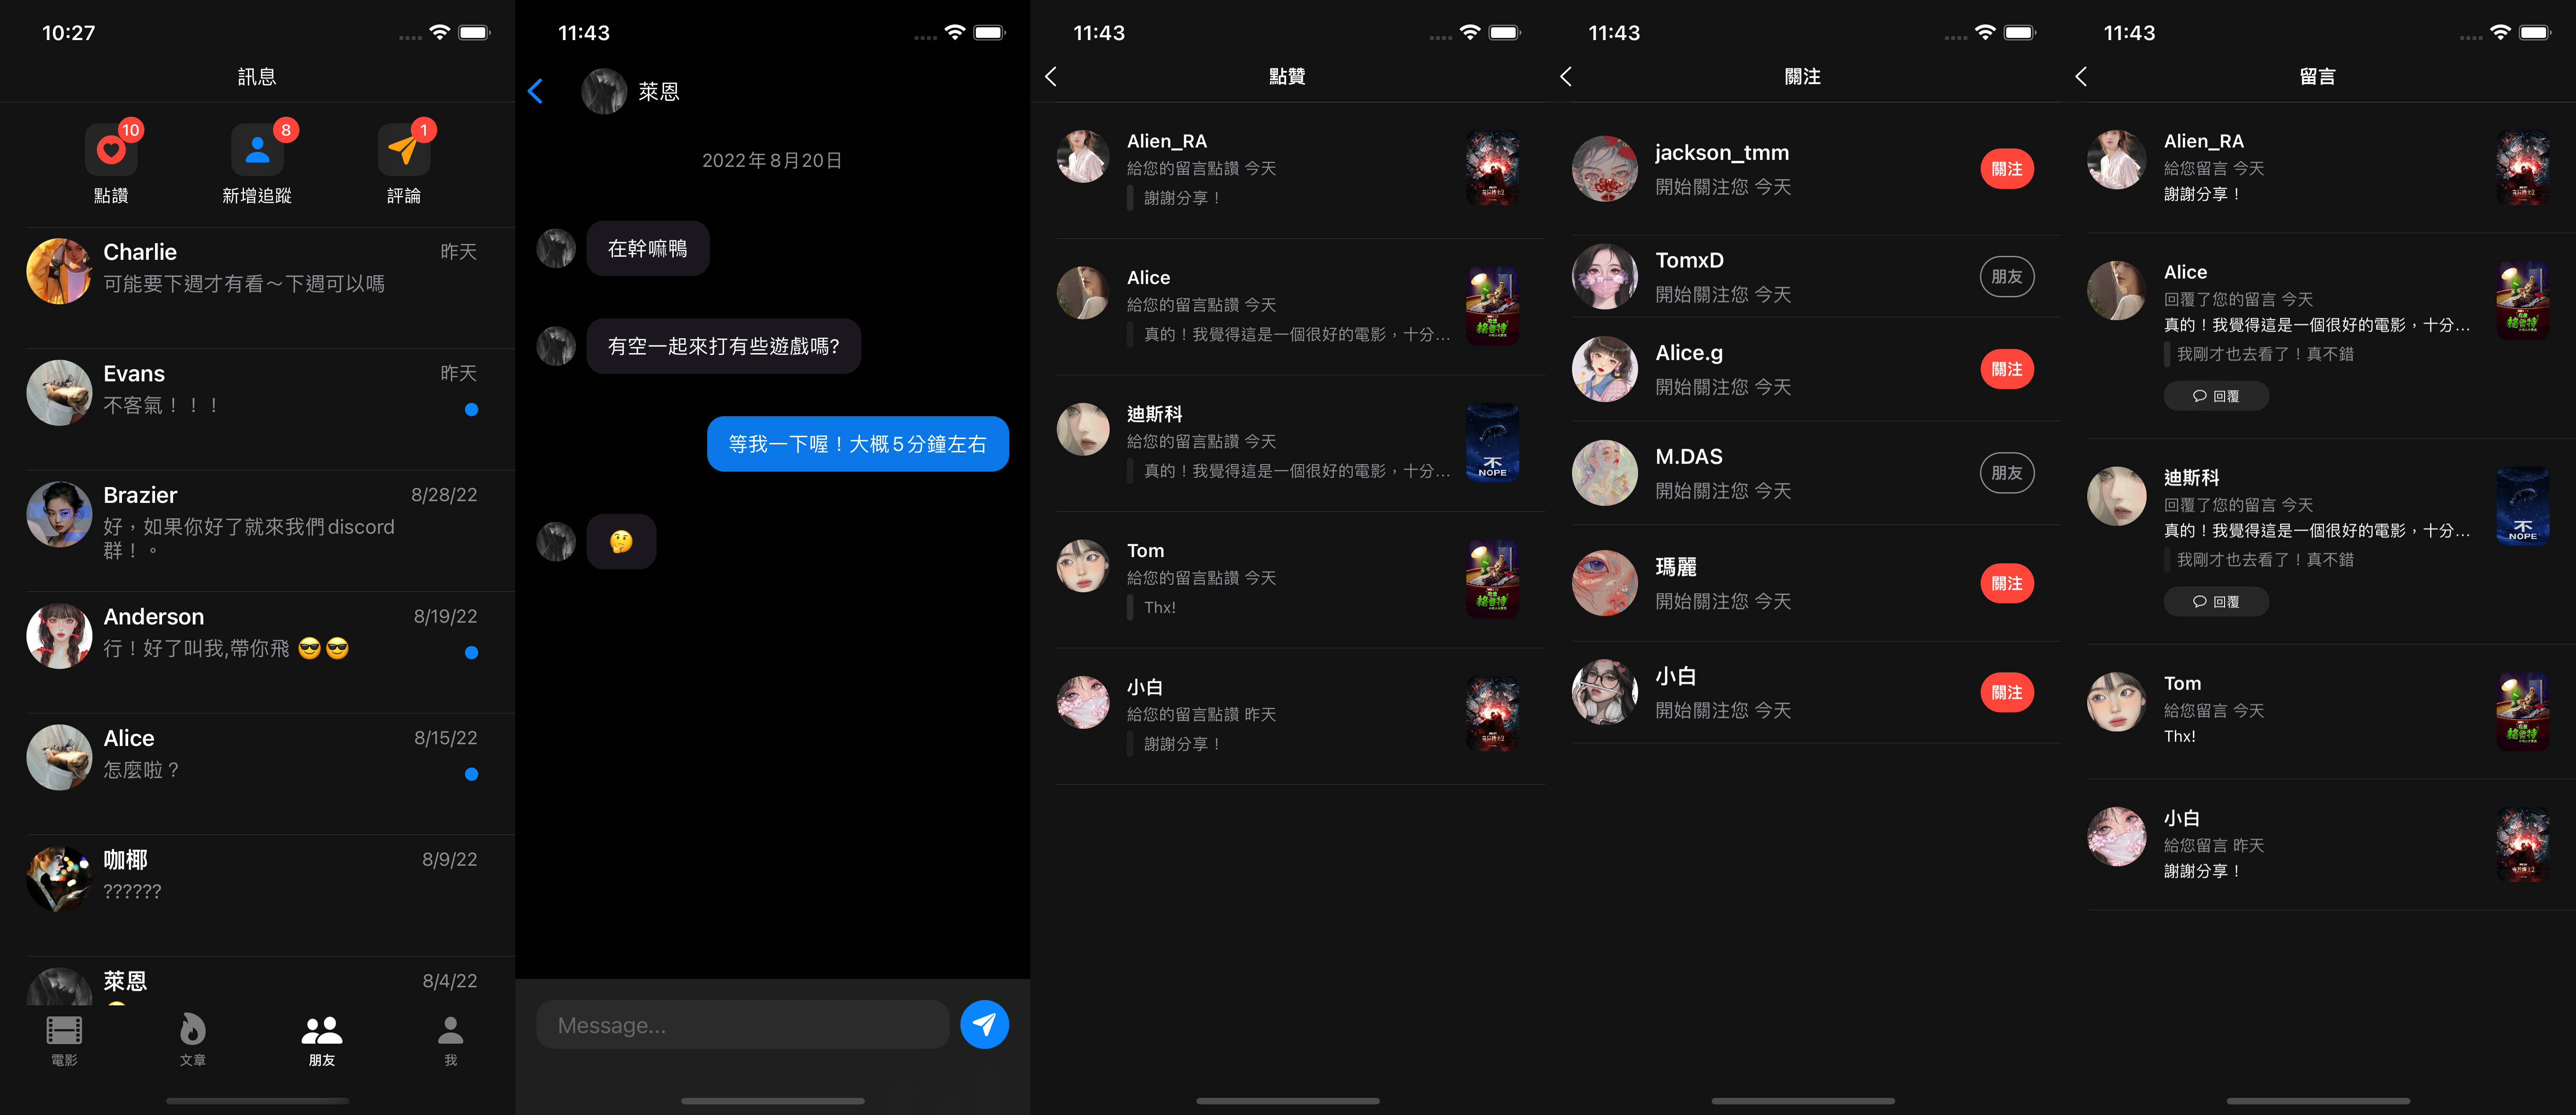 10:27
訊息
10
8
1
點讚
新增追蹤
評論
Charlie
昨天
可能要下週才有看～下週可以嗎
Evans
昨天
不客氣！！！
Brazier
8/28/22
好，如果你好了就來我們discord
群！。
Anderson
8/19/22
行！好了叫我,帶你飛 😎😎
Alice
8/15/22
怎麼啦？
咖椰
8/9/22
??????
萊恩
8/4/22
電影
文章
朋友
我
11:43
萊恩
2022年8月20日
在幹嘛鴨
有空一起來打有些遊戲嗎?
等我一下喔！大概5分鐘左右
🤔
Message...
11:43
點贊
Alien_RA
給您的留言點讚 今天
謝謝分享！
Alice
給您的留言點讚 今天
真的！我覺得這是一個很好的電影，十分...
格魯特
迪斯科
給您的留言點讚 今天
真的！我覺得這是一個很好的電影，十分...
不
NOPE
Tom
給您的留言點讚 今天
Thx!
格魯特
小白
給您的留言點讚 昨天
謝謝分享！
11:43
關注
jackson_tmm
開始關注您 今天
關注
TomxD
開始關注您 今天
朋友
Alice.g
開始關注您 今天
關注
M.DAS
開始關注您 今天
朋友
瑪麗
開始關注您 今天
關注
小白
開始關注您 今天
關注
11:43
留言
Alien_RA
給您留言 今天
謝謝分享！
Alice
回覆了您的留言 今天
真的！我覺得這是一個很好的電影，十分...
我剛才也去看了！真不錯
回覆
格魯特
迪斯科
回覆了您的留言 今天
真的！我覺得這是一個很好的電影，十分...
我剛才也去看了！真不錯
回覆
不
NOPE
Tom
給您留言 今天
Thx!
格魯特
小白
給您留言 昨天
謝謝分享！